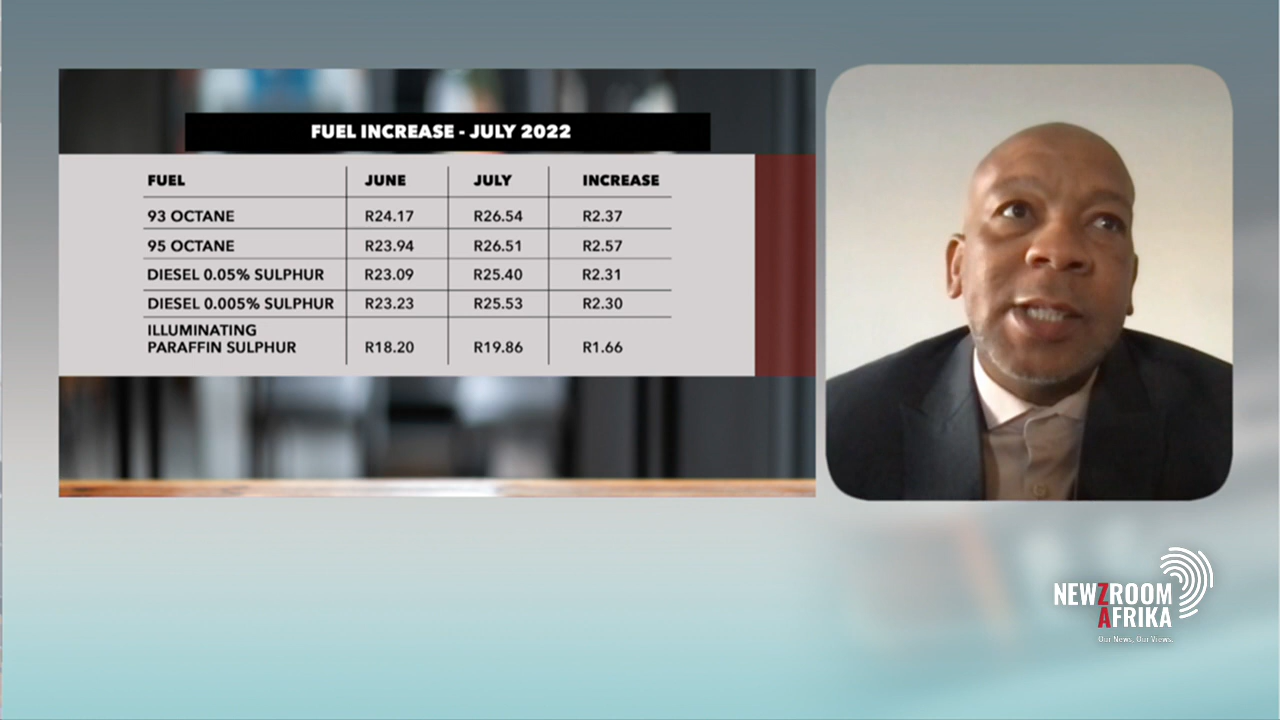 FUEL INCREASE - JULY 2022
FUEL JUNE JULY INCREASE
93 OCTANE R24.17 R26.54 R2.37
95 OCTANE R23.94 R26.51 R2.57
DIESEL 0.05% SULPHUR R23.09 R25.40 R2.31
DIESEL 0.005% SULPHUR R23.23 R25.53 R2.30
ILLUMINATING
PARAFFIN SULPHUR R18.20 R19.86 R1.66
NEWZROOM
AFRIKA
Our News. Our Views.